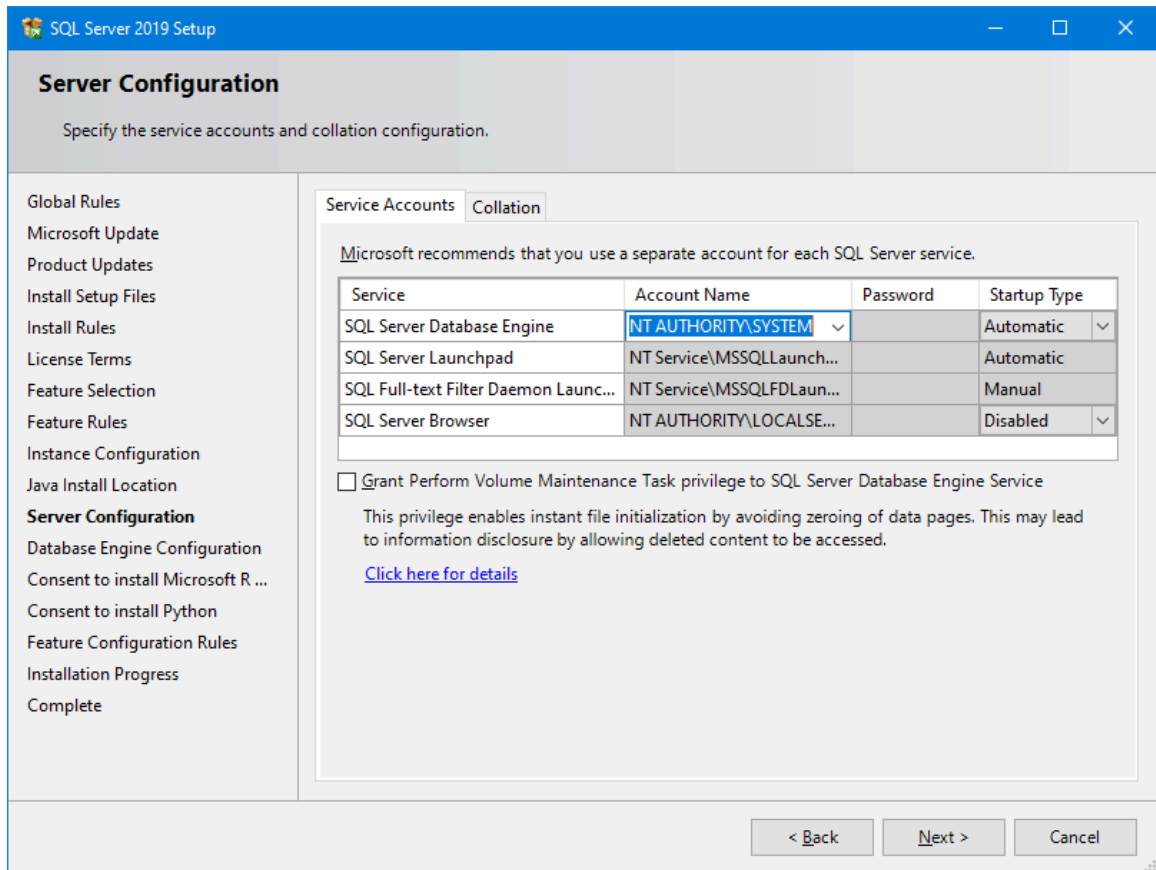 SQL Server 2019 Setup
Server Configuration
Specify the service accounts and collation configuration.
Global Rules
Microsoft Update
Product Updates
Install Setup Files
Install Rules
License Terms
Feature Selection
Feature Rules
Instance Configuration
Java Install Location
Server Configuration
Database Engine Configuration
Consent to install Microsoft R ...
Consent to install Python
Feature Configuration Rules
Installation Progress
Complete
Service Accounts Collation
Microsoft recommends that you use a separate account for each SQL Server service.
Service Account Name Password Startup Type
SQL Server Database Engine NT AUTHORITY\SYSTEM Automatic
SQL Server Launchpad NT Service\MSSQLLaunch... Automatic
SQL Full-text Filter Daemon Launc... NT Service\MSSQLFDLaun... Manual
SQL Server Browser NT AUTHORITY\LOCALSE... Disabled
Grant Perform Volume Maintenance Task privilege to SQL Server Database Engine Service
This privilege enables instant file initialization by avoiding zeroing of data pages. This may lead
to information disclosure by allowing deleted content to be accessed.
Click here for details
< Back Next > Cancel